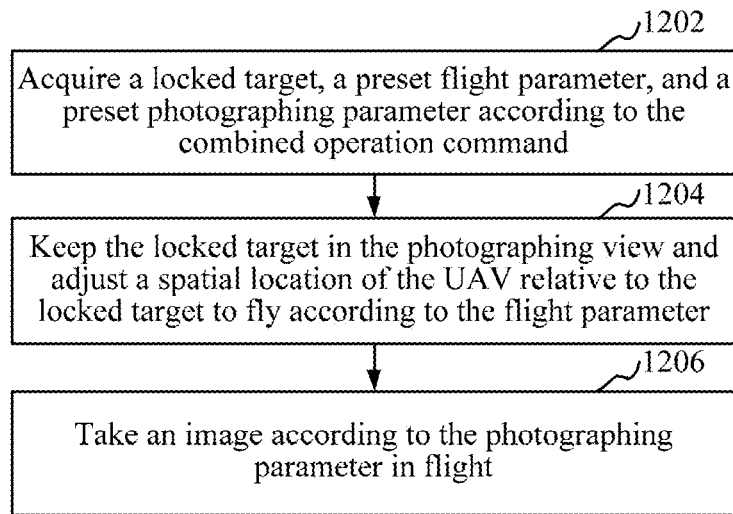 1202
Acquire a locked target, a preset flight parameter, and a
preset photographing parameter according to the
combined operation command
1204
Keep the locked target in the photographing view and
adjust a spatial location of the UAV relative to the
locked target to fly according to the flight parameter
1206
Take an image according to the photographing
parameter in flight